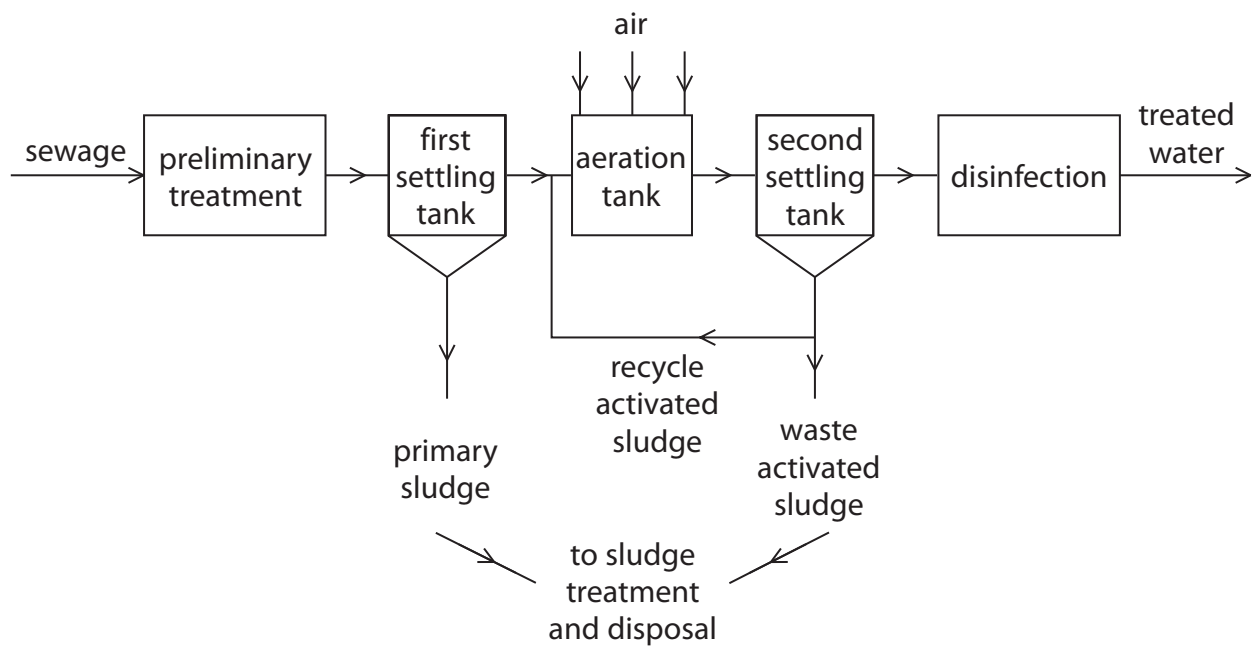 air
sewage
preliminary
treatment
first
settling
tank
aeration
tank
second
settling
tank
disinfection
treated
water
recycle
activated
sludge
primary
sludge
waste
activated
sludge
to sludge
treatment
and disposal